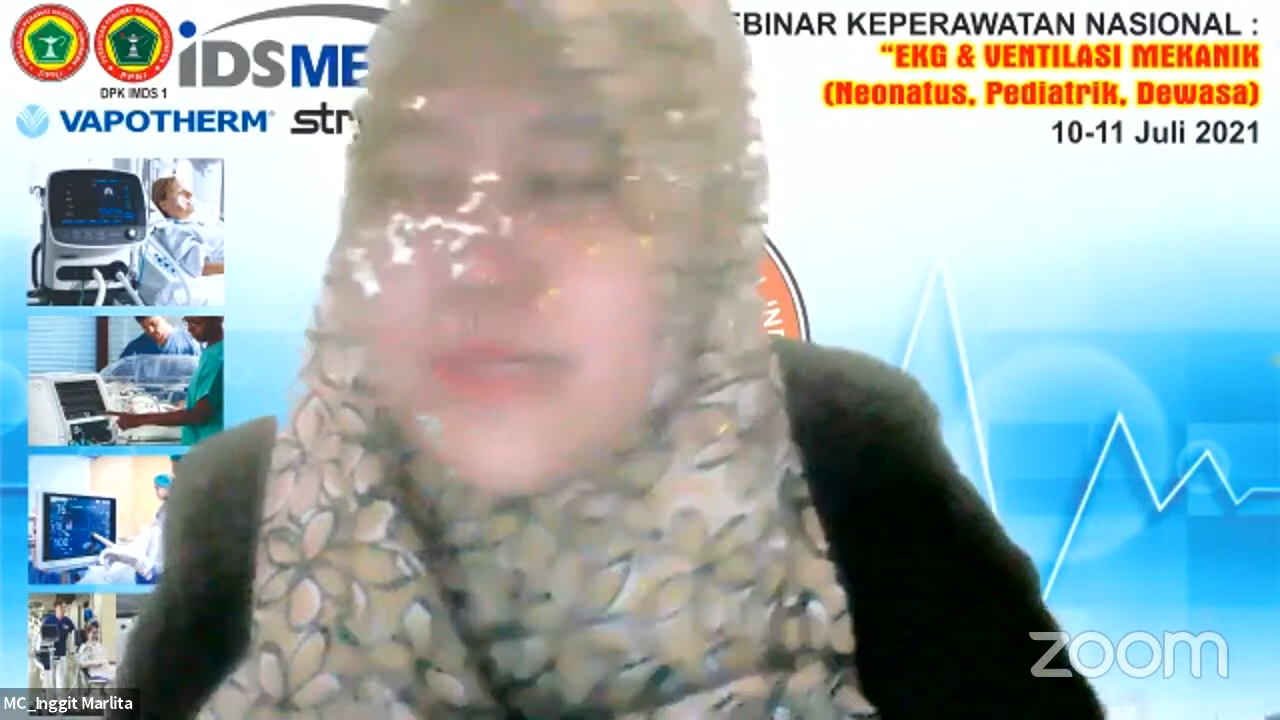 EBINAR KEPERAWATAN NASIONAL :
“EKG & VENTILASI MEKANIK
(Neonatus, Pediatrik, Dewasa)
10-11 Juli 2021
iDSME
DPK IMDS 1
VAPOTHERM
str
zoom
MC_Inggit Marlita